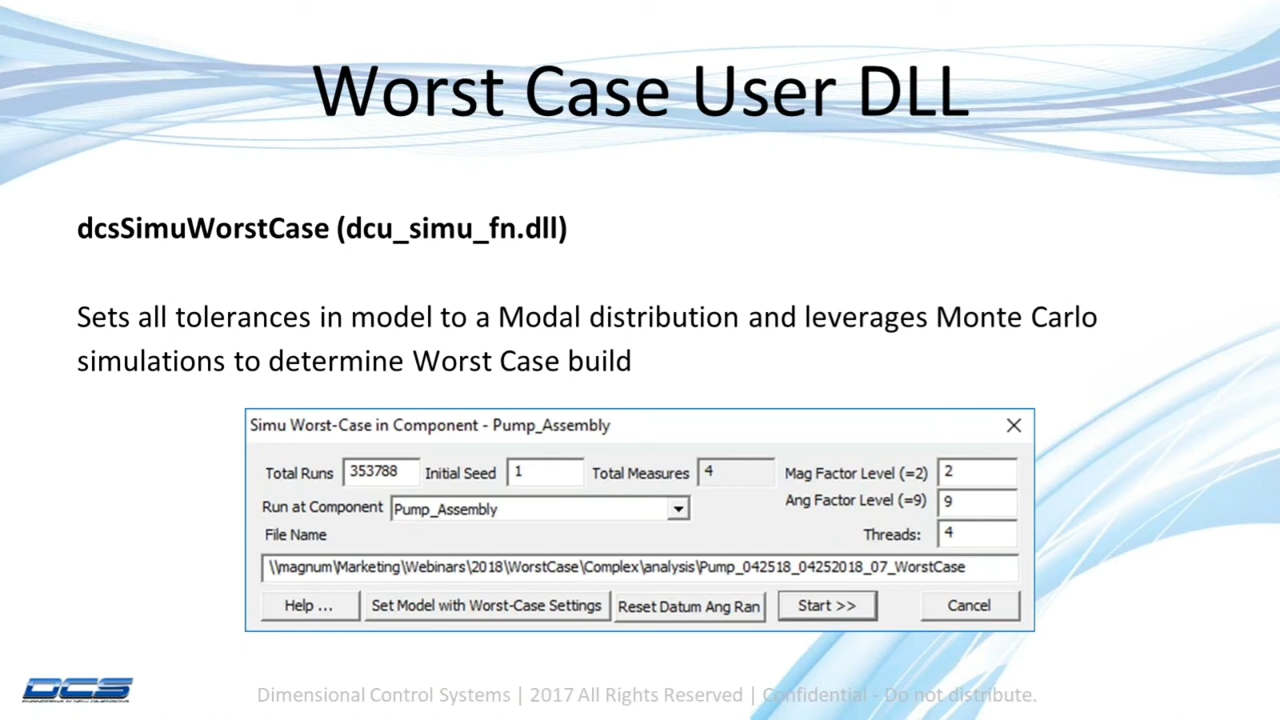 Worst Case User DLL
dcsSimuWorstCase (dcu_simu_fn.dll)
Sets all tolerances in model to a Modal distribution and leverages Monte Carlo
simulations to determine Worst Case build
Simu Worst-Case in Component - Pump_Assembly
Total Runs 353788 Initial Seed 1 Total Measures 4 Mag Factor Level (=2) 2
Run at Component Pump_Assembly Ang Factor Level (=9) 9
File Name Threads: 4
\\magnum\Marketing\Webinars\2018\WorstCase\Complex\analysis\Pump_042518_04252018_07_WorstCase
Help ... Set Model with Worst-Case Settings Reset Datum Ang Ran Start >> Cancel
DCS
Dimensional Control Systems | 2017 All Rights Reserved | Confidential - Do not distribute.